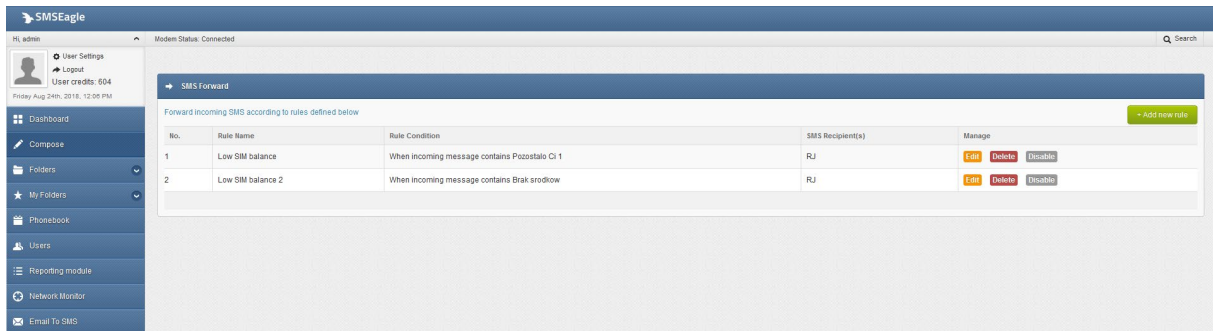 SMSEagle
Hi, admin
Modem Status: Connected
Search
User Settings
Logout
User credits: 604
Friday Aug 24th, 2018, 12:06 PM
Dashboard
Compose
Folders
My Folders
Phonebook
Users
Reporting module
Network Monitor
Email To SMS
SMS Forward
Forward incoming SMS according to rules defined below
+ Add new rule
No. Rule Name Rule Condition SMS Recipient(s) Manage
1 Low SIM balance When incoming message contains Pozostalo Ci 1 RJ Edit Delete Disable
2 Low SIM balance 2 When incoming message contains Brak srodkow RJ Edit Delete Disable